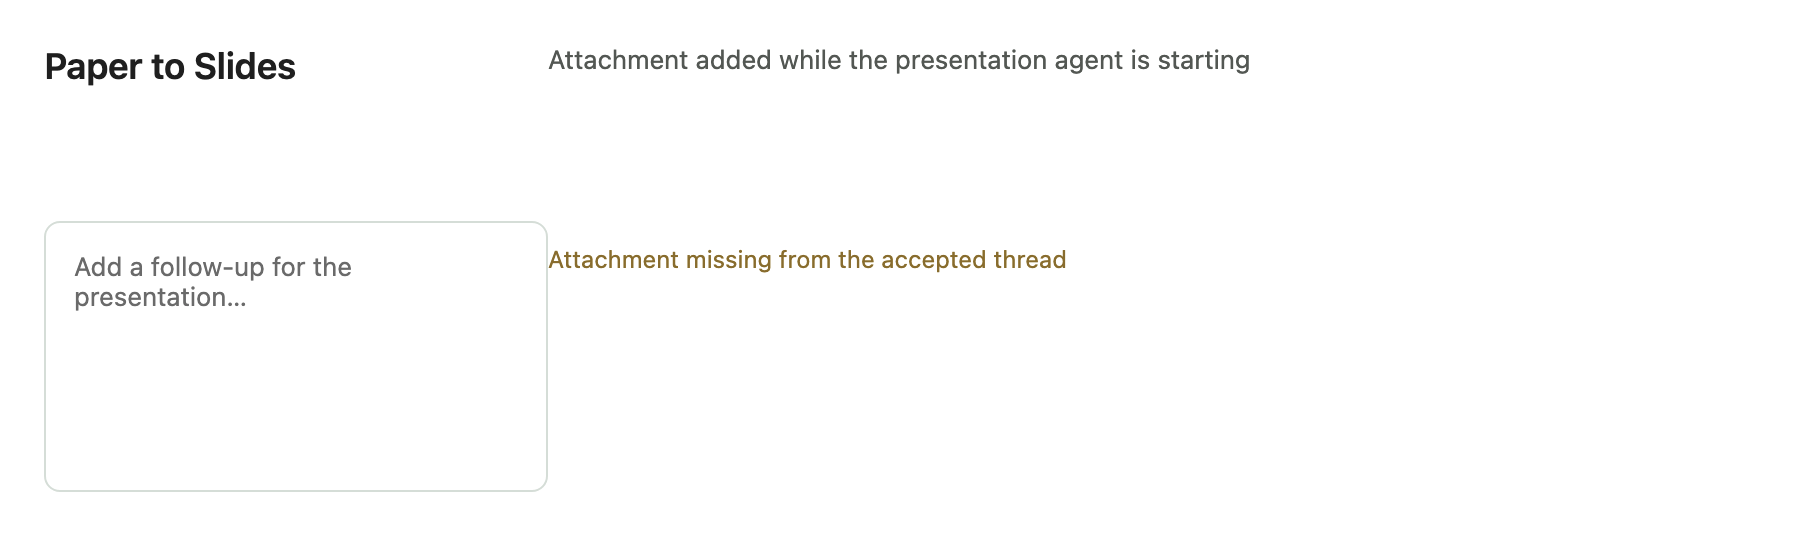 Paper to Slides
Attachment added while the presentation agent is starting
Add a follow-up for the
presentation...
Attachment missing from the accepted thread